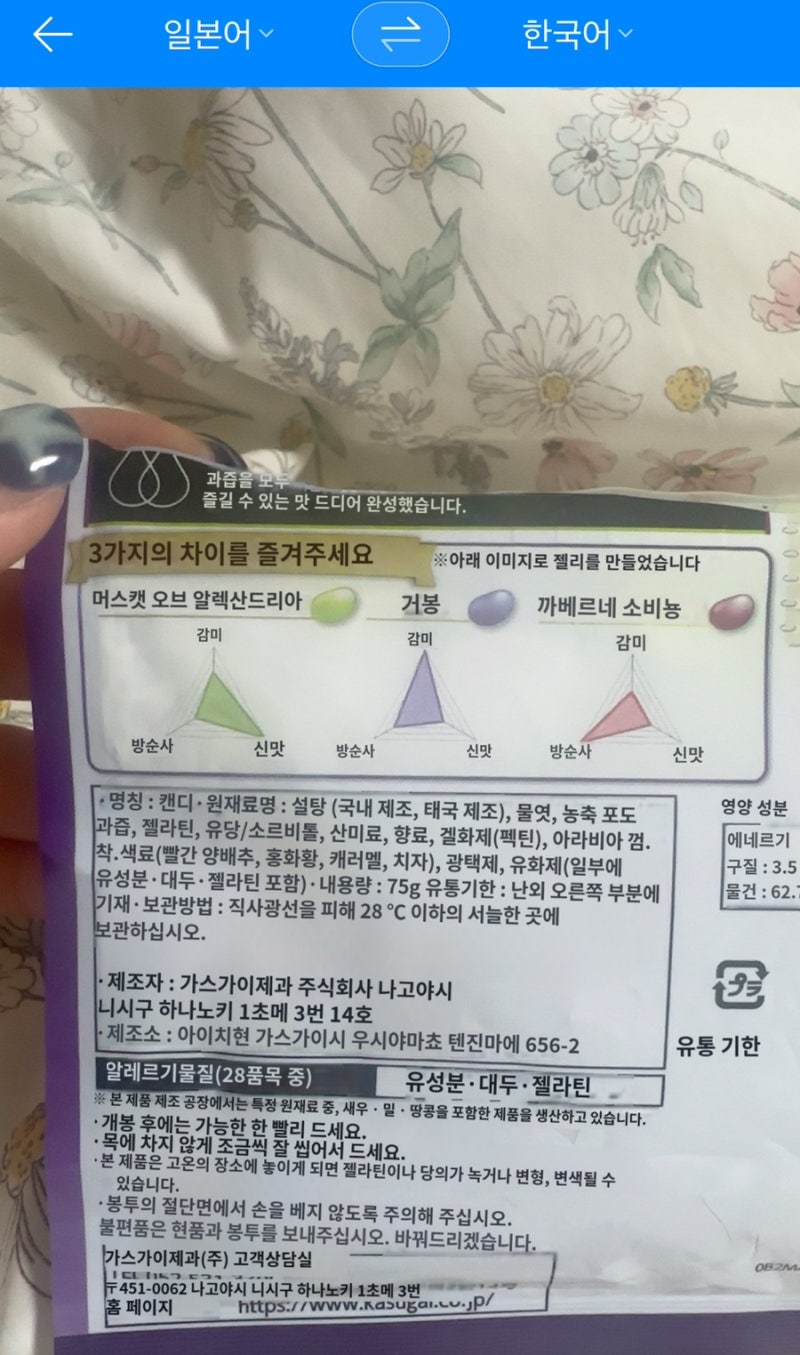 일본어
한국어
과즙을 모두
즐길 수 있는 맛 드디어 완성했습니다.
3가지의 차이를 즐겨주세요
※아래 이미지로 젤리를 만들었습니다
머스캣 오브 알렉산드리아
거봉
까베르네 소비뇽
감미
감미
감미
방순사
신맛
방순사
신맛
방순사
신맛
·명칭 : 캔디·원재료명 : 설탕 (국내 제조, 태국 제조), 물엿, 농축 포도
과즙, 젤라틴, 유당/소르비톨, 산미료, 향료, 겔화제(펙틴), 아라비아 껌.
착.색료(빨간 양배추, 홍화황, 캐러멜, 치자), 광택제, 유화제(일부에
유성분·대두·젤라틴 포함)·내용량 : 75g 유통기한 : 난외 오른쪽 부분에
기재·보관방법 : 직사광선을 피해 28 ℃ 이하의 서늘한 곳에
보관하십시오.
·제조자 : 가스가이제과 주식회사 나고야시
니시구 하나노키 1초메 3번 14호
·제조소 : 아이치현 가스가이시 우시야마쵸 텐진마에 656-2
영양 성분
에네르기
구질 : 3.5
물건 : 62.7
プラ
유통 기한
알레르기물질(28품목 중)
유성분·대두·젤라틴
※ 본 제품 제조 공장에서는 특정 원재료 중, 새우·밀·땅콩을 포함한 제품을 생산하고 있습니다.
·개봉 후에는 가능한 한 빨리 드세요.
·목에 차지 않게 조금씩 잘 씹어서 드세요.
·본 제품은 고온의 장소에 놓이게 되면 젤라틴이나 당의가 녹거나 변형, 변색될 수
있습니다.
·봉투의 절단면에서 손을 베지 않도록 주의해 주십시오.
불편품은 현품과 봉투를 보내주십시오. 바꿔드리겠습니다.
가스가이제과(주) 고객상담실
〒451-0062 나고야시 니시구 하나노키 1초메 3번
홈 페이지
https://www.kasugai.co.jp/